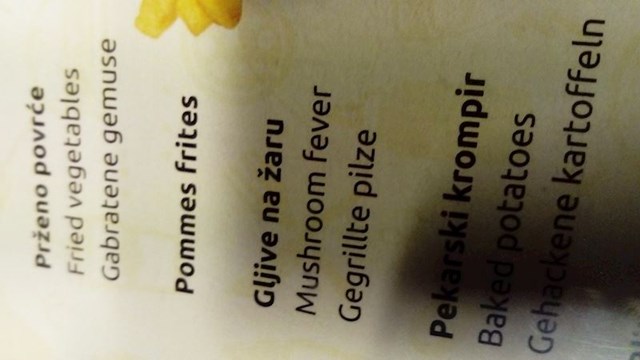 Prženo povrće
Fried vegetables
Gabratene gemuse
Pommes frites
Gljive na žaru
Mushroom fever
Gegrillte pilze
Pekarski krompir
Baked potatoes
Gehackene kartoffeln